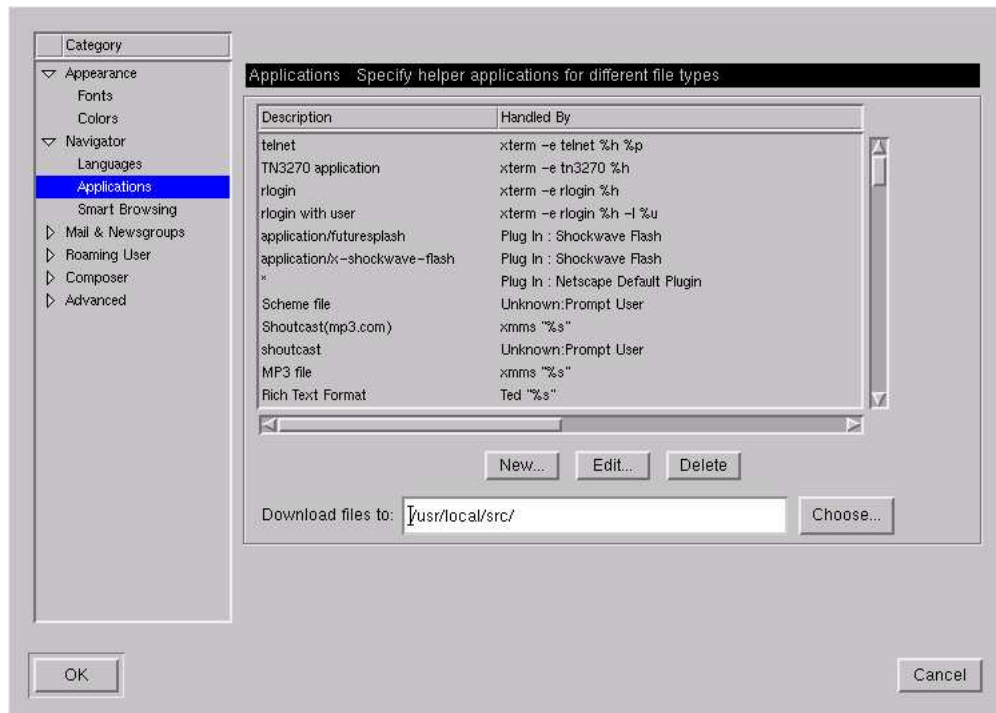 Category
Appearance
Fonts
Colors
Navigator
Languages
Applications
Smart Browsing
Mail & Newsgroups
Roaming User
Composer
Advanced
Applications Specify helper applications for different file types
Description Handled By
telnet xterm -e telnet %h %p
TN3270 application xterm -e tn3270 %h
rlogin xterm -e rlogin %h
rlogin with user xterm -e rlogin %h -l %u
application/futuresplash Plug In : Shockwave Flash
application/x-shockwave-flash Plug In : Shockwave Flash
* Plug In : Netscape Default Plugin
Scheme file Unknown:Prompt User
Shoutcast(mp3.com) xmms "%s"
shoutcast Unknown:Prompt User
MP3 file xmms "%s"
Rich Text Format Ted "%s"
New... Edit... Delete
Download files to: /usr/local/src/ Choose...
OK Cancel